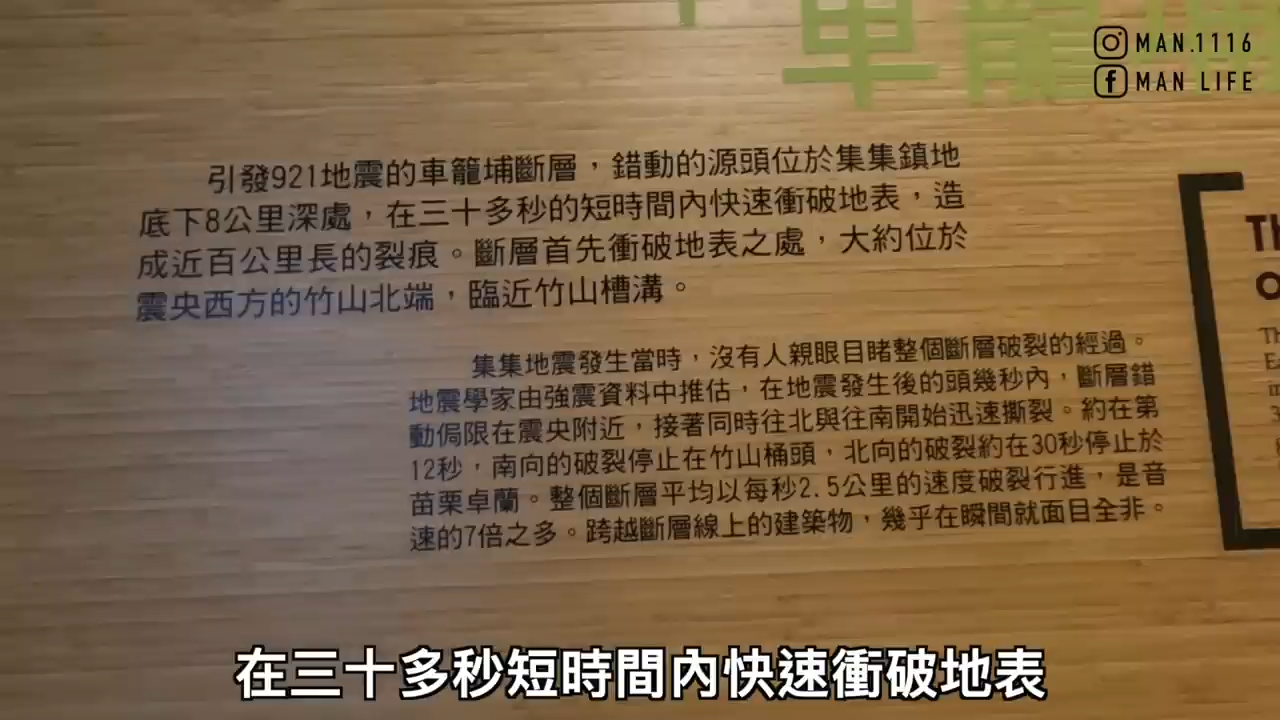 車籠埔
MAN.1116
MAN LIFE
引發921地震的車籠埔斷層，錯動的源頭位於集集鎮地
底下8公里深處，在三十多秒的短時間內快速衝破地表，造
成近百公里長的裂痕。斷層首先衝破地表之處，大約位於
震央西方的竹山北端，臨近竹山槽溝。
集集地震發生當時，沒有人親眼目睹整個斷層破裂的經過。
地震學家由強震資料中推估，在地震發生後的頭幾秒內，斷層錯
動侷限在震央附近，接著同時往北與往南開始迅速撕裂。約在第
12秒，南向的破裂停止在竹山桶頭，北向的破裂約在30秒停止於
苗栗卓蘭。整個斷層平均以每秒2.5公里的速度破裂行進，是音
速的7倍之多。跨越斷層線上的建築物，幾乎在瞬間就面目全非。
在三十多秒短時間內快速衝破地表